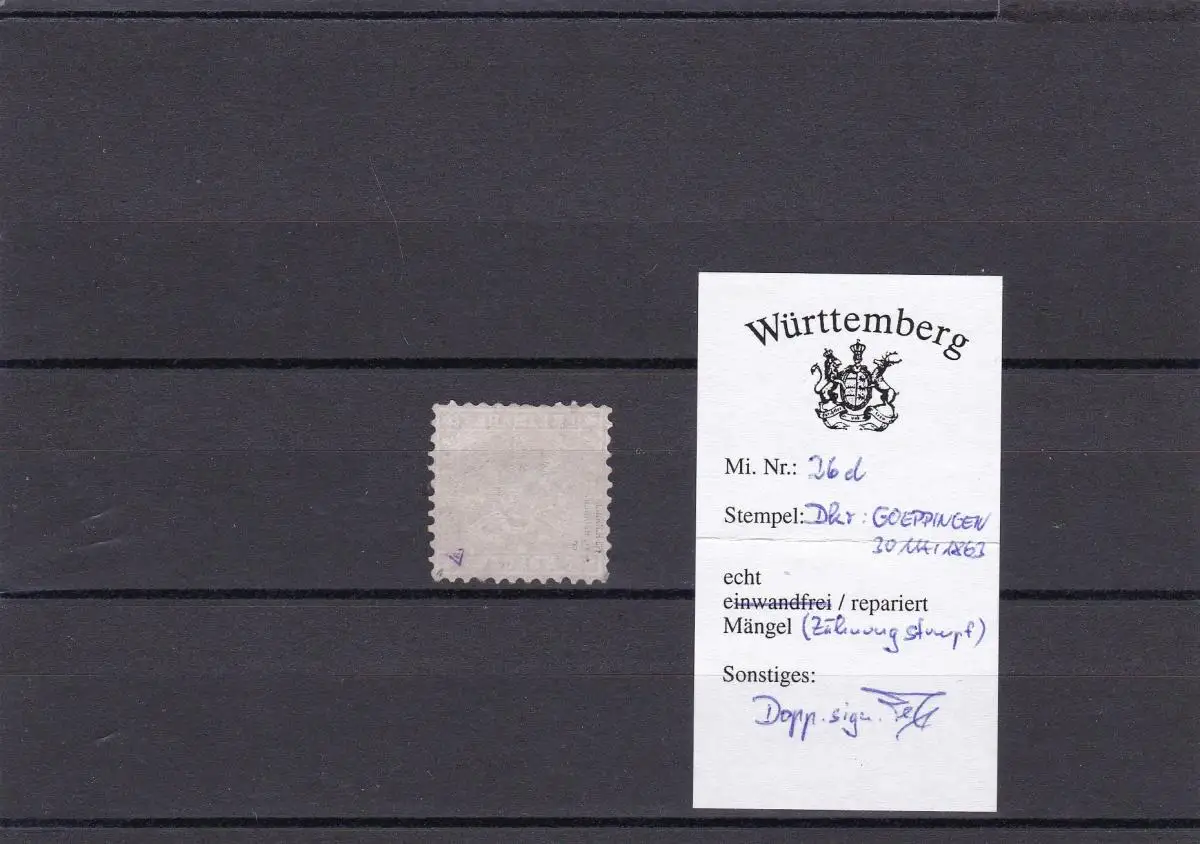 Württemberg
Mi. Nr.: 26 d
Stempel: Dkr: GOEPPINGEN
30 MAI 1863
echt
einwandfrei / repariert
Mängel (Zähnung stumpf)
Sonstiges:
Dopp. sign.